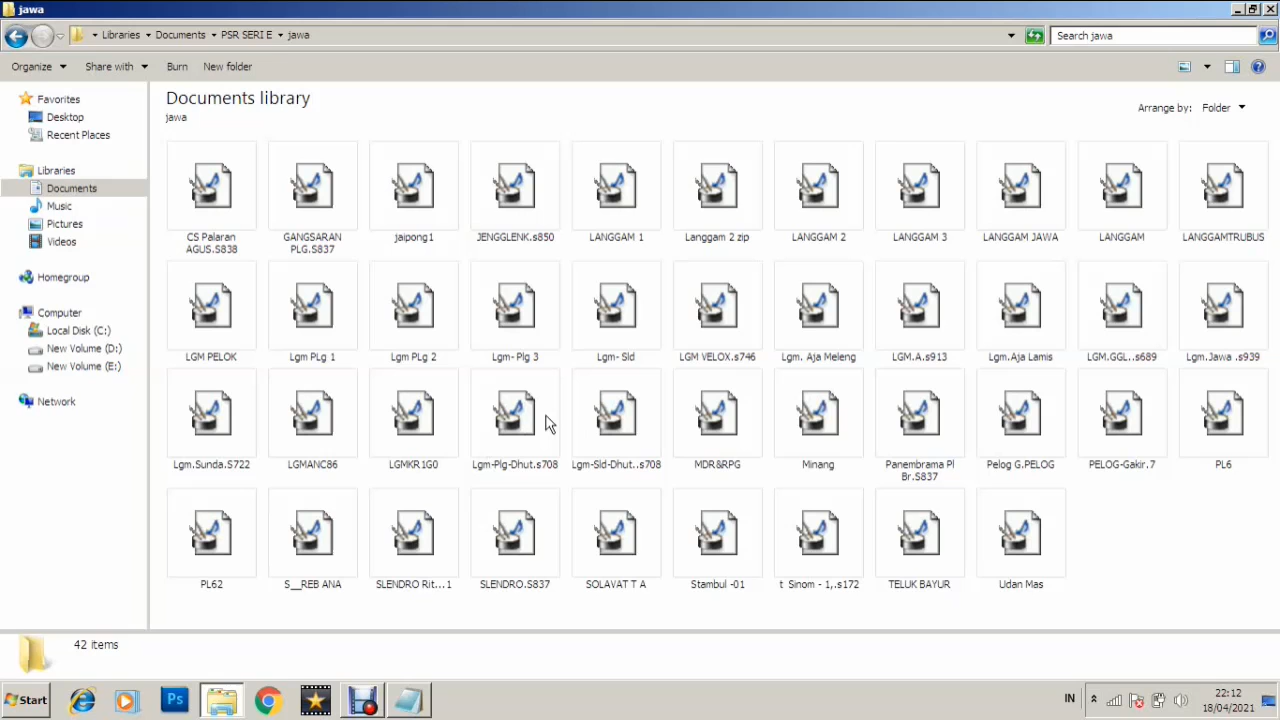 jawa
Libraries Documents PSR SERI E jawa
Search jawa
Organize Share with Burn New folder
Favorites
Desktop
Recent Places
Libraries
Documents
Music
Pictures
Videos
Homegroup
Computer
Local Disk (C:)
New Volume (D:)
New Volume (E:)
Network
Documents library
jawa
Arrange by: Folder
CS Palaran AGUS.S838
GANGSARAN PLG.S837
jaipong1
JENGGLENK.s850
LANGGAM 1
Langgam 2 zip
LANGGAM 2
LANGGAM 3
LANGGAM JAWA
LANGGAM
LANGGAMTRUBUS
LGM PELOK
Lgm PLg 1
Lgm PLg 2
Lgm- Plg 3
Lgm- Sld
LGM VELOX.s746
Lgm. Aja Meleng
LGM.A.s913
Lgm.Aja Lamis
LGM.GGL..s689
Lgm.Jawa .s939
Lgm.Sunda.S722
LGMANC86
LGMKR1G0
Lgm-Plg-Dhut.s708
Lgm-Sld-Dhut..s708
MDR&RPG
Minang
Panembrama Pl Br.S837
Pelog G.PELOG
PELOG-Gakir.7
PL6
PL62
S__REB ANA
SLENDRO Rit...1
SLENDRO.S837
SOLAVAT T A
Stambul -01
t Sinom - 1,.s172
TELUK BAYUR
Udan Mas
42 items
Start
Ps
IN
22:12
18/04/2021